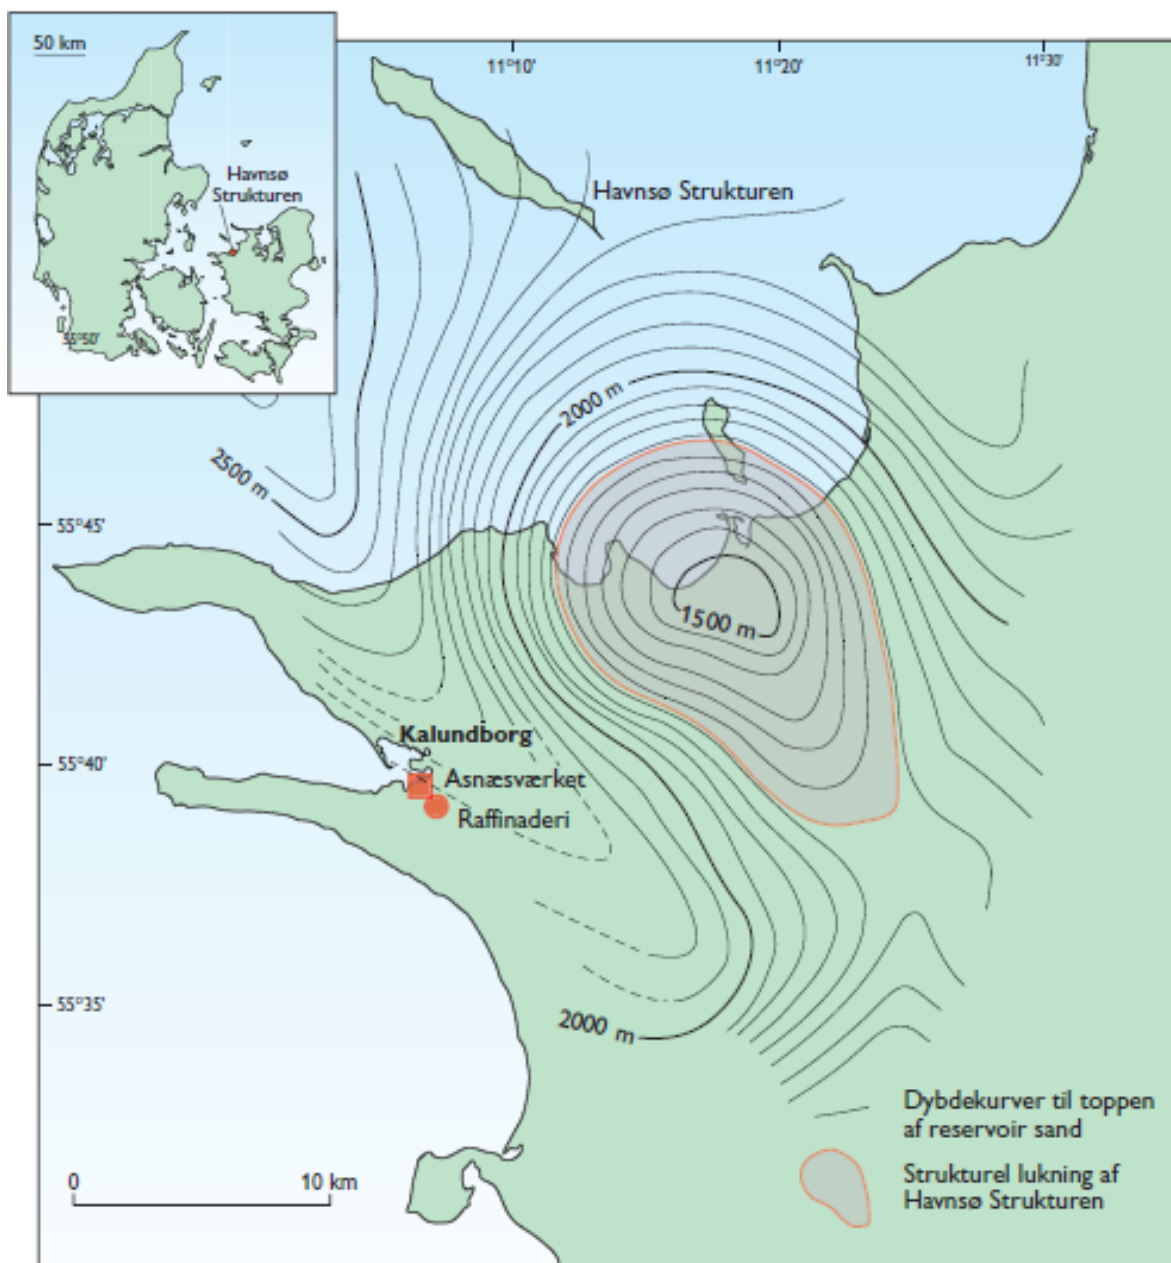 50 km
Havnsø
Strukturen
55°50'
11°10'
11°20'
11°30'
Havnsø Strukturen
2000 m
2500 m
55°45'
1500 m
Kalundborg
55°40'
Asnæsværket
Raffinaderi
55°35'
2000 m
Dybdekurver til toppen
af reservoir sand
0
10 km
Strukturel lukning af
Havnsø Strukturen